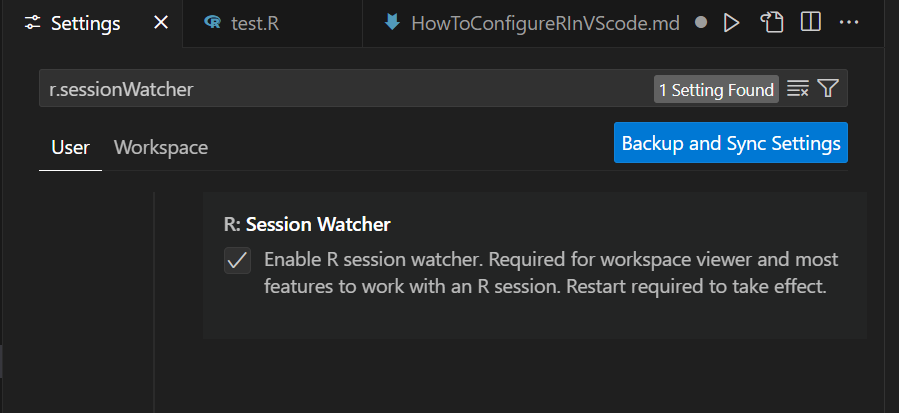 Settings
test.R
HowToConfigureRInVScode.md
r.sessionWatcher
1 Setting Found
User
Workspace
Backup and Sync Settings
R: Session Watcher
Enable R session watcher. Required for workspace viewer and most
features to work with an R session. Restart required to take effect.